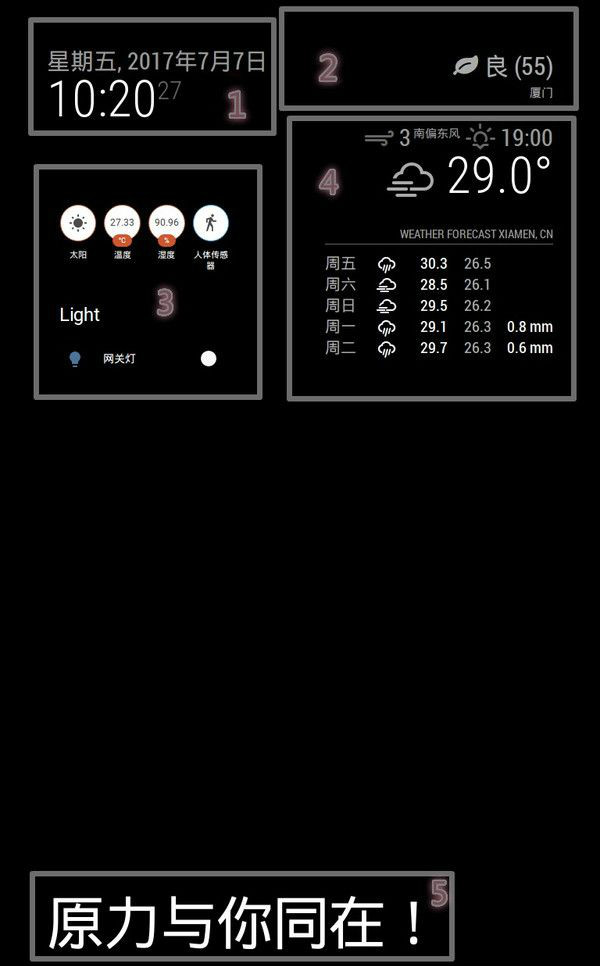 星期五, 2017年7月7日
10:20 27
1
2
良 (55)
厦门
3 南偏东风 19:00
4
29.0°
WEATHER FORECAST XIAMEN, CN
周五 30.3 26.5
周六 28.5 26.1
周日 29.5 26.2
周一 29.1 26.3 0.8 mm
周二 29.7 26.3 0.6 mm
27.33 90.96
°C %
太阳 温度 湿度 人体传感
器
3
Light
网关灯
5
原力与你同在！